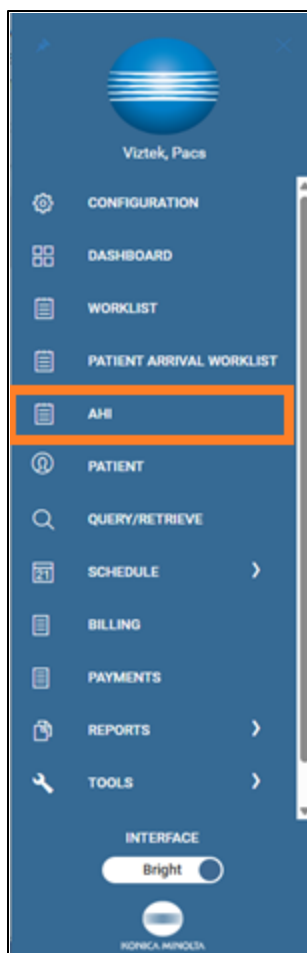 Viztek, Pacs
CONFIGURATION
DASHBOARD
WORKLIST
PATIENT ARRIVAL WORKLIST
AHI
PATIENT
QUERY/RETRIEVE
21
SCHEDULE
BILLING
PAYMENTS
REPORTS
TOOLS
INTERFACE
Bright
KONICA MINOLTA